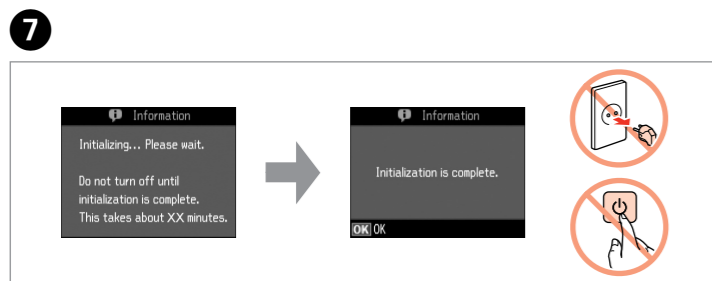 7
Information
Initializing... Please wait.
Do not turn off until
initialization is complete.
This takes about XX minutes.
Information
Initialization is complete.
OK OK